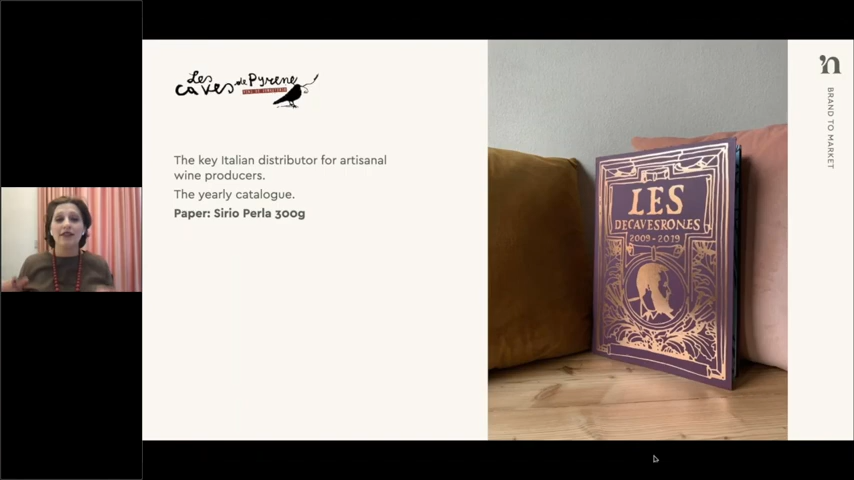 Les
caves de Pyrene
The key Italian distributor for artisanal
wine producers.
The yearly catalogue.
Paper: Sirio Perla 300g
LES
DECAVESRONES
2009-2019
'n
BRAND TO MARKET